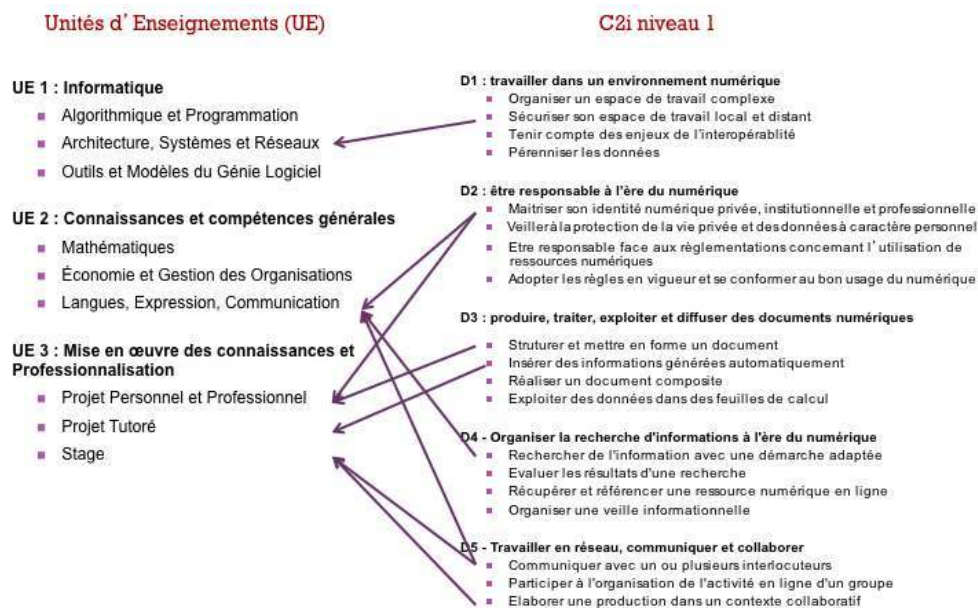 Unités d’ Enseignements (UE)
UE 1 : Informatique
Algorithmique et Programmation
Architecture, Systèmes et Réseaux
Outils et Modèles du Génie Logiciel
UE 2 : Connaissances et compétences générales
Mathématiques
Économie et Gestion des Organisations
Langues, Expression, Communication
UE 3 : Mise en œuvre des connaissances et
Professionnalisation
Projet Personnel et Professionnel
Projet Tutoré
Stage
C2i niveau 1
D1 : travailler dans un environnement numérique
Organiser un espace de travail complexe
Sécuriser son espace de travail local et distant
Tenir compte des enjeux de l'interopérablité
Pérenniser les données
D2 : être responsable à l'ère du numérique
Maitriser son identité numérique privée, institutionnelle et professionnelle
Veiller à la protection de la vie privée et des données à caractère personnel
Etre responsable face aux règlementations concernant l’ utilisation de
ressources numériques
Adopter les règles en vigueur et se conformer au bon usage du numérique
D3 : produire, traiter, exploiter et diffuser des documents numériques
Struturer et mettre en forme un document
Insérer des informations générées automatiquement
Réaliser un document composite
Exploiter des données dans des feuilles de calcul
D4 - Organiser la recherche d'informations à l'ère du numérique
Rechercher de l'information avec une démarche adaptée
Evaluer les résultats d'une recherche
Récupérer et référencer une ressource numérique en ligne
Organiser une veille informationnelle
D5 - Travailler en réseau, communiquer et collaborer
Communiquer avec un ou plusieurs interlocuteurs
Participer à l'organisation de l'activité en ligne d'un groupe
Elaborer une production dans un contexte collaboratif